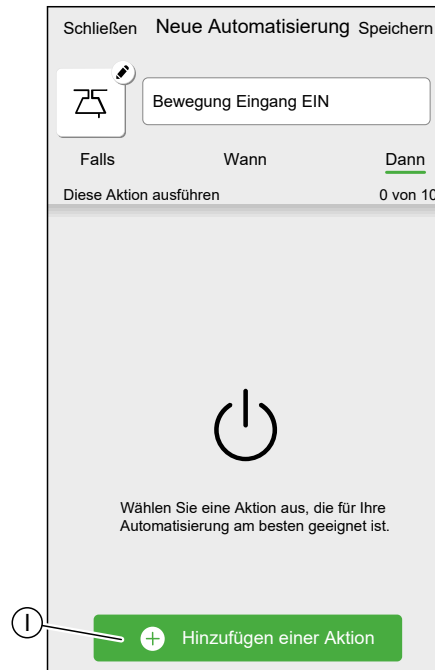 Schließen Neue Automatisierung Speichern
Bewegung Eingang EIN
Falls Wann Dann
Diese Aktion ausführen 0 von 10
Wählen Sie eine Aktion aus, die für Ihre
Automatisierung am besten geeignet ist.
I
Hinzufügen einer Aktion